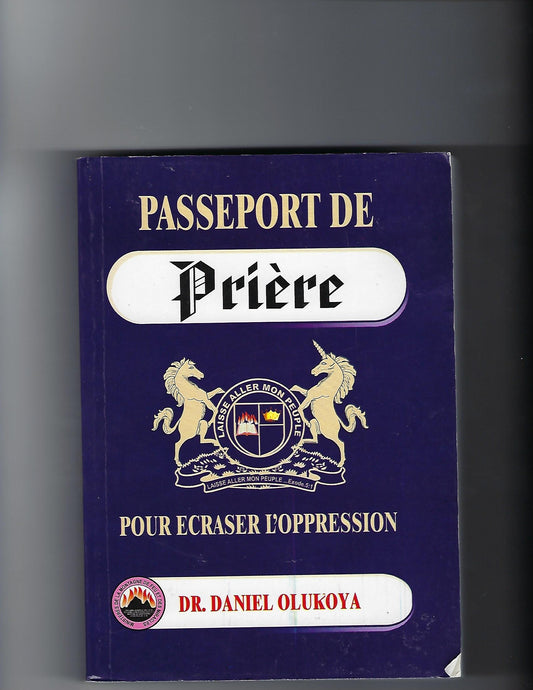 PASSEPORT DE
Prière
LAISSE ALLER MON PEUPLE
LAISSE ALLER MON PEUPLE ...Exode.5:1
POUR ECRASER L'OPPRESSION
DR. DANIEL OLUKOYA